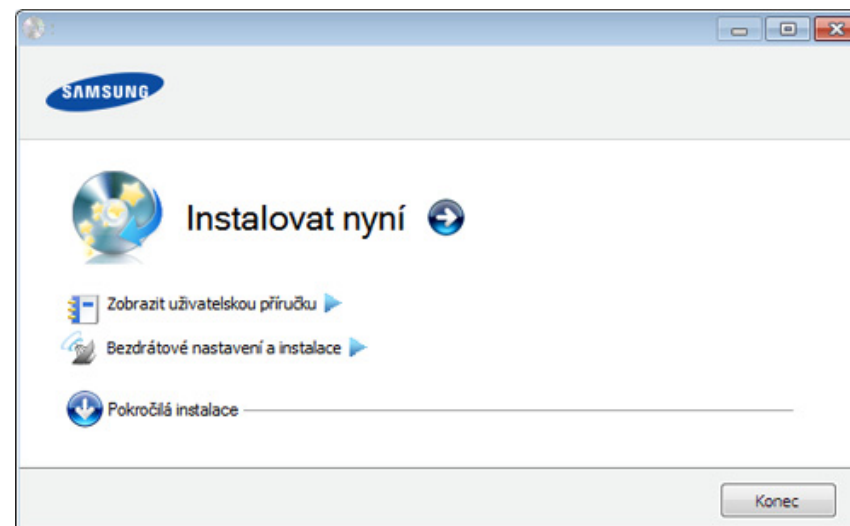 SAMSUNG
Instalovat nyní
Zobrazit uživatelskou příručku
Bezdrátové nastavení a instalace
Pokročilá instalace
Konec